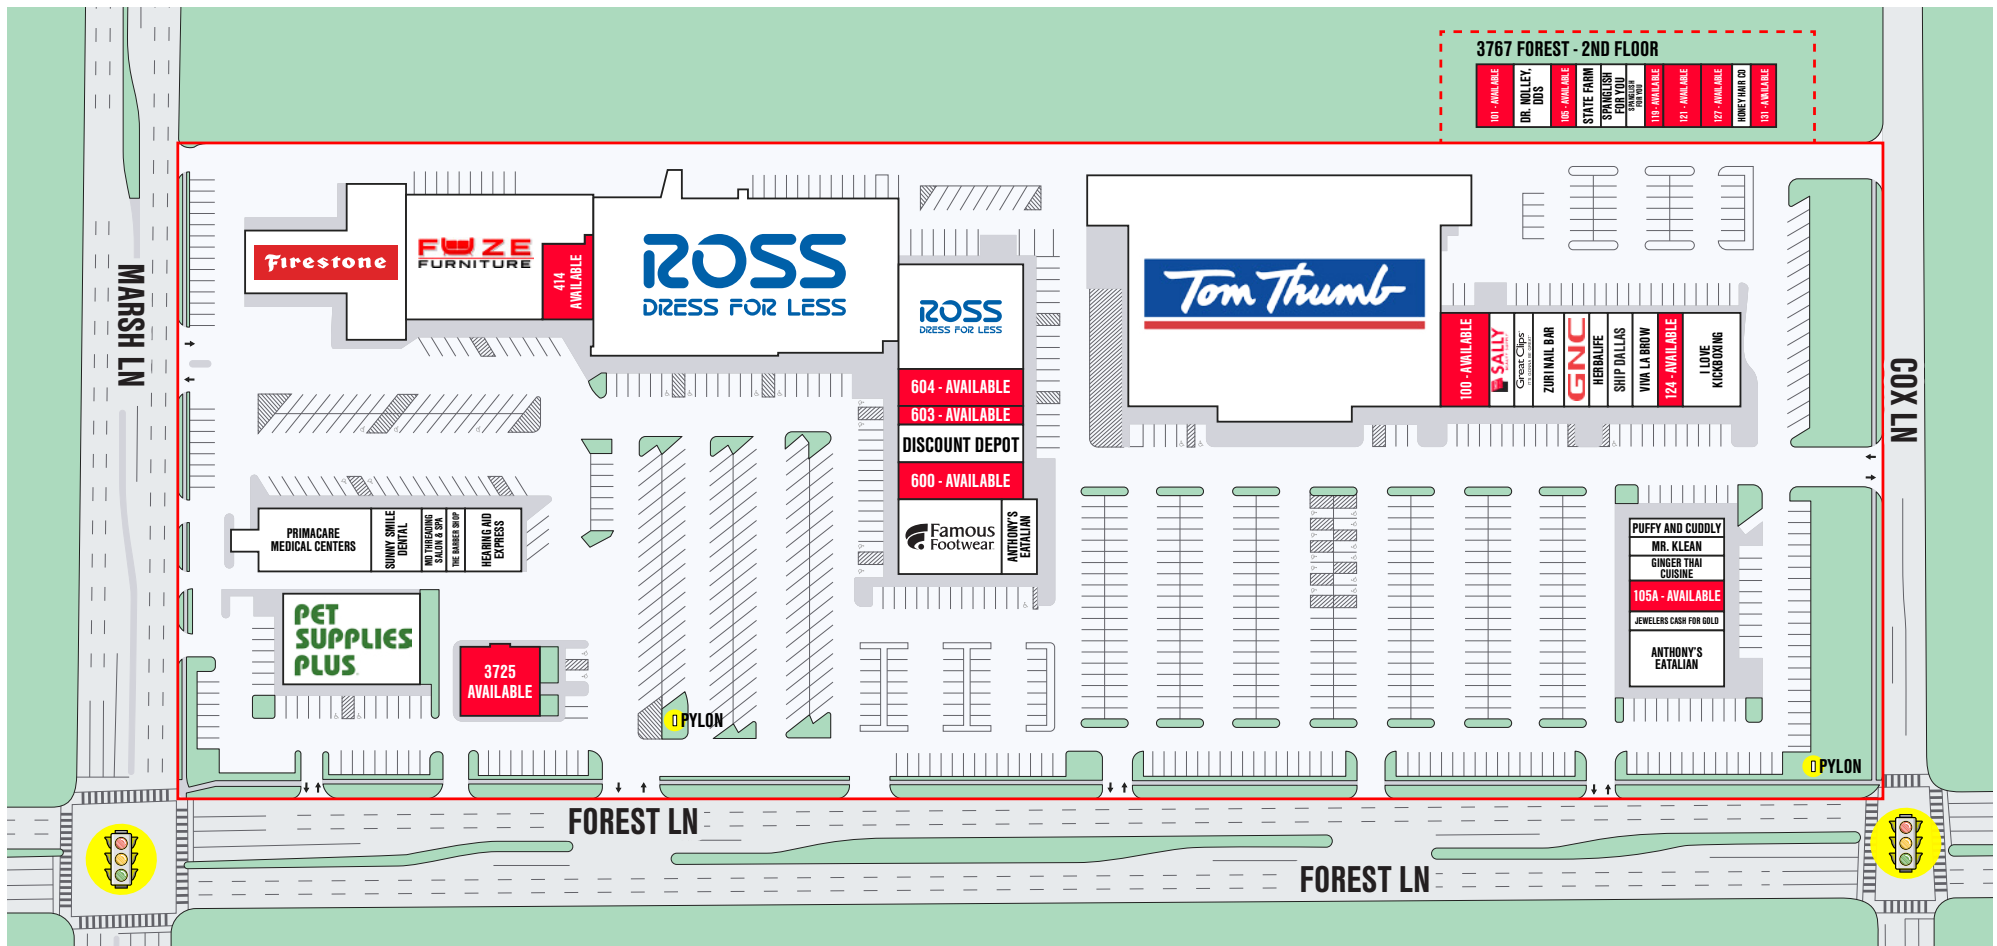 3767 FOREST - 2ND FLOOR
101 - AVAILABLE
DR. NOLLEY,
DDS
105 - AVAILABLE
STATE FARM
SPANGLISH
FOR YOU
SPANGLISH
FOR YOU
119 - AVAILABLE
121 - AVAILABLE
127 - AVAILABLE
HONEY HAIR CO
131 - AVAILABLE
MARSH LN
COX LN
Firestone
FUZE
FURNITURE
414
AVAILABLE
ROSS
DRESS FOR LESS
ROSS
DRESS FOR LESS
604 - AVAILABLE
603 - AVAILABLE
DISCOUNT DEPOT
600 - AVAILABLE
Famous
Footwear
ANTHONY'S
EATALIAN
Tom Thumb
100 - AVAILABLE
SALLY
Great Clips
ZURI NAIL BAR
GNC
HERBALIFE
SHIP DALLAS
VIVA LA BROW
124 - AVAILABLE
I LOVE
KICKBOXING
PRIMACARE
MEDICAL CENTERS
SUNNY SMILE
DENTAL
MD THREADING
SALON & SPA
THE BARBER SHOP
HEARING AID
EXPRESS
PET
SUPPLIES
PLUS
3725
AVAILABLE
PUFFY AND CUDDLY
MR. KLEAN
GINGER THAI
CUISINE
105A - AVAILABLE
JEWELERS CASH FOR GOLD
ANTHONY'S
EATALIAN
PYLON
PYLON
FOREST LN
FOREST LN